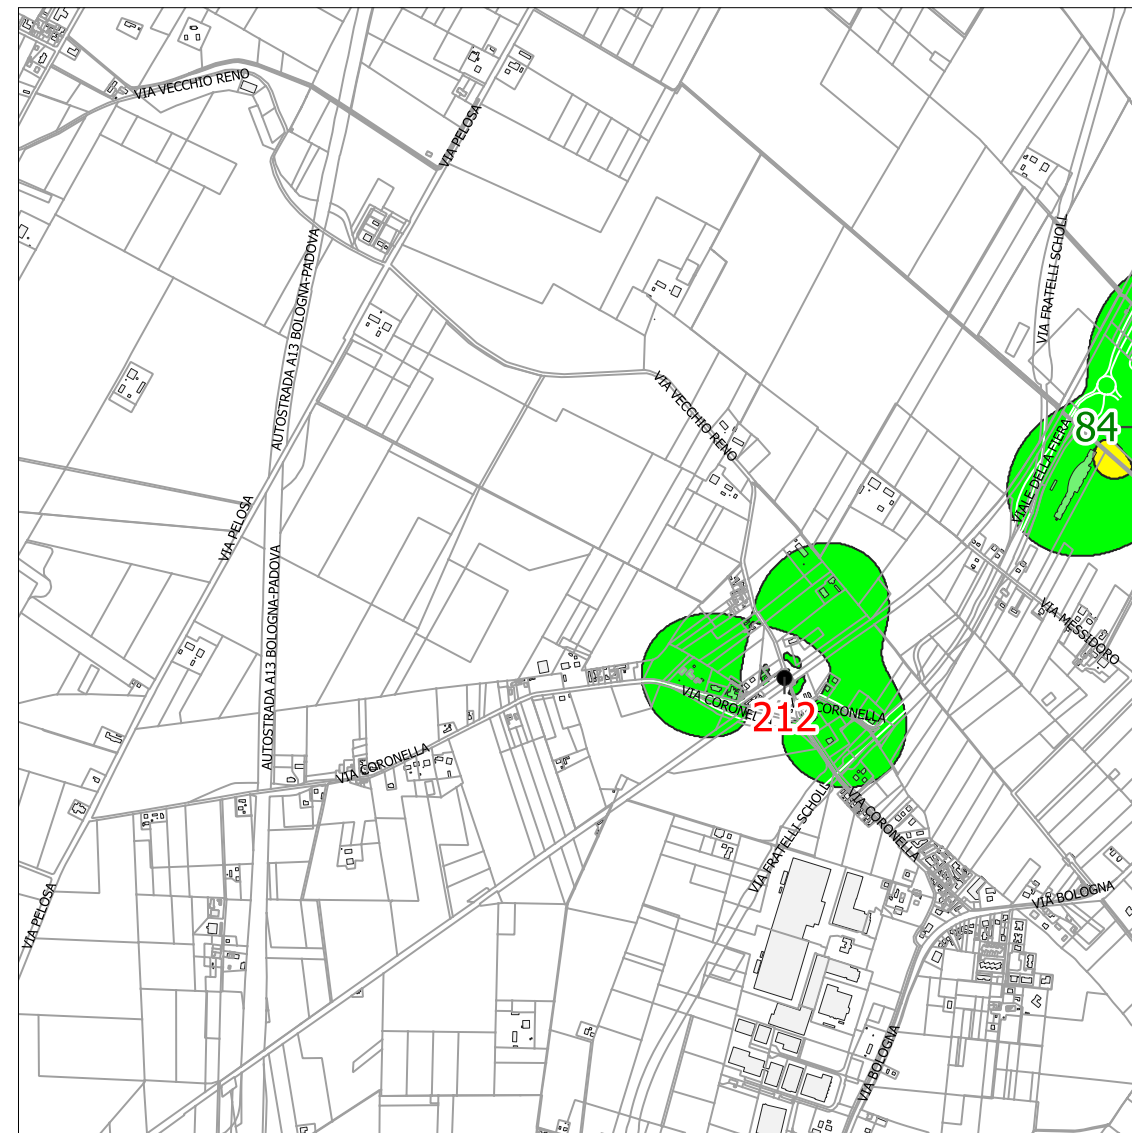 VIA VECCHIO RENO
VIA PELOSA
VIA FRATELLI SCHOLL
AUTOSTRADA A13 BOLOGNA-PADOVA
VIA VECCHIO RENO
84
VIALE DELLA FIERA
VIA PELOSA
AUTOSTRADA A13 BOLOGNA-PADOVA
VIA MESSIDORO
VIA CORONELL
CORONELLA
212
VIA CORONELLA
VIA FRATELLI SCHOLL
VIA CORONELLA
VIA PELOSA
VIA BOLOGNA
VIA BOLOGNA